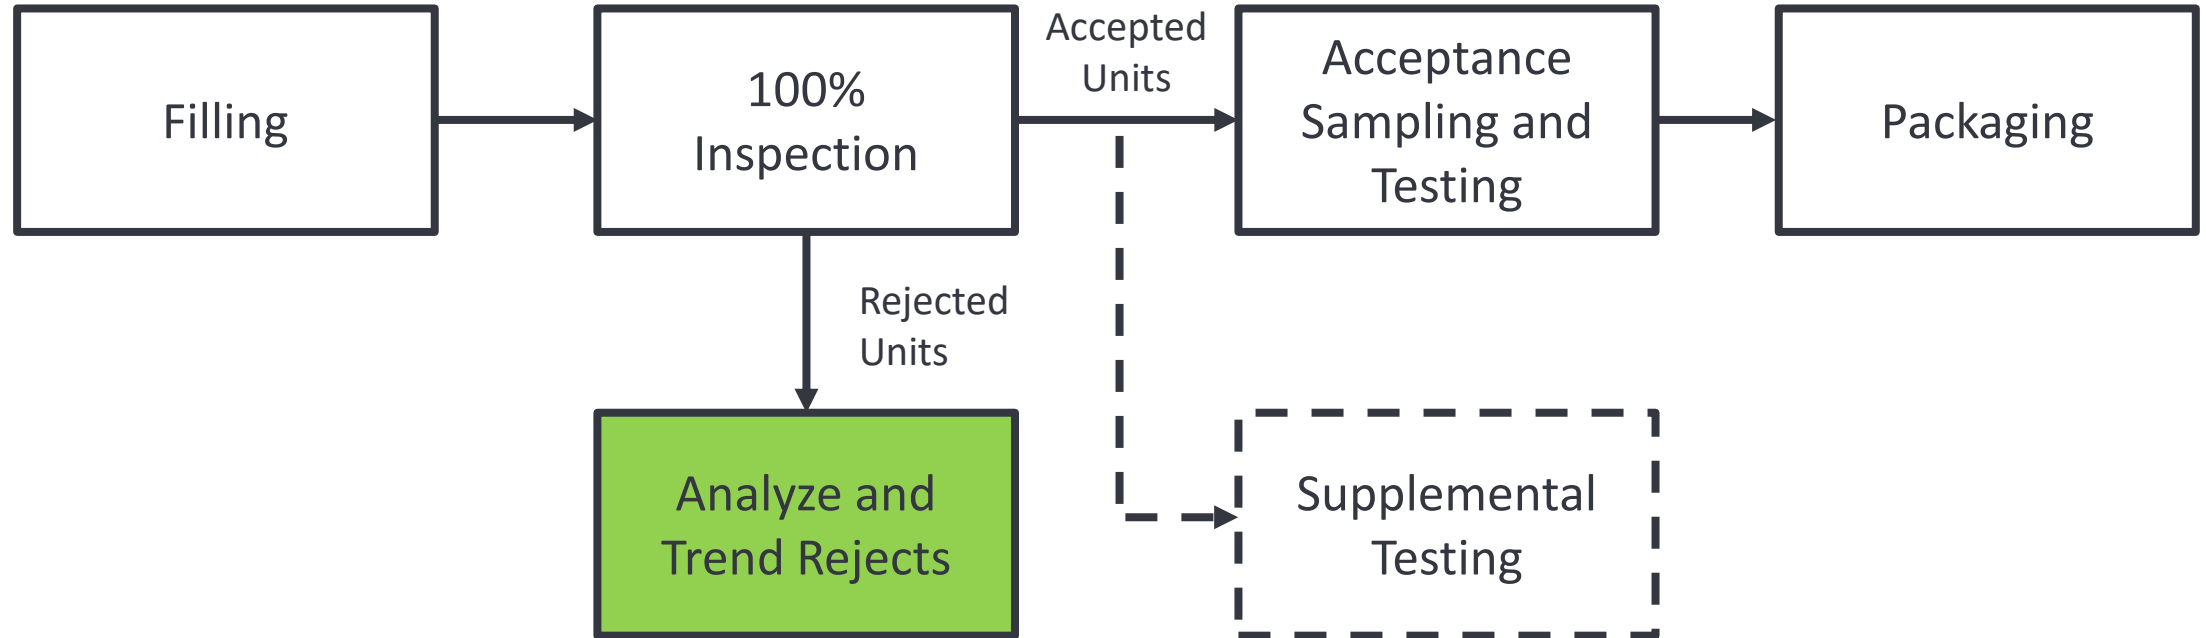 Filling
100%
Inspection
Accepted
Units
Acceptance
Sampling and
Testing
Packaging
Rejected
Units
Analyze and
Trend Rejects
Supplemental
Testing